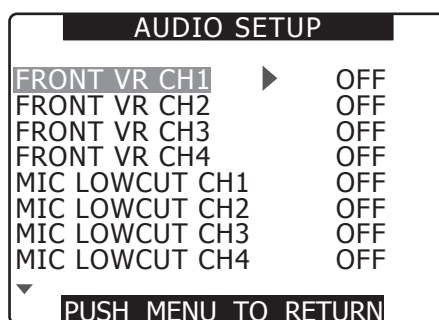 AUDIO SETUP
FRONT VR CH1 OFF
FRONT VR CH2 OFF
FRONT VR CH3 OFF
FRONT VR CH4 OFF
MIC LOWCUT CH1 OFF
MIC LOWCUT CH2 OFF
MIC LOWCUT CH3 OFF
MIC LOWCUT CH4 OFF
PUSH MENU TO RETURN